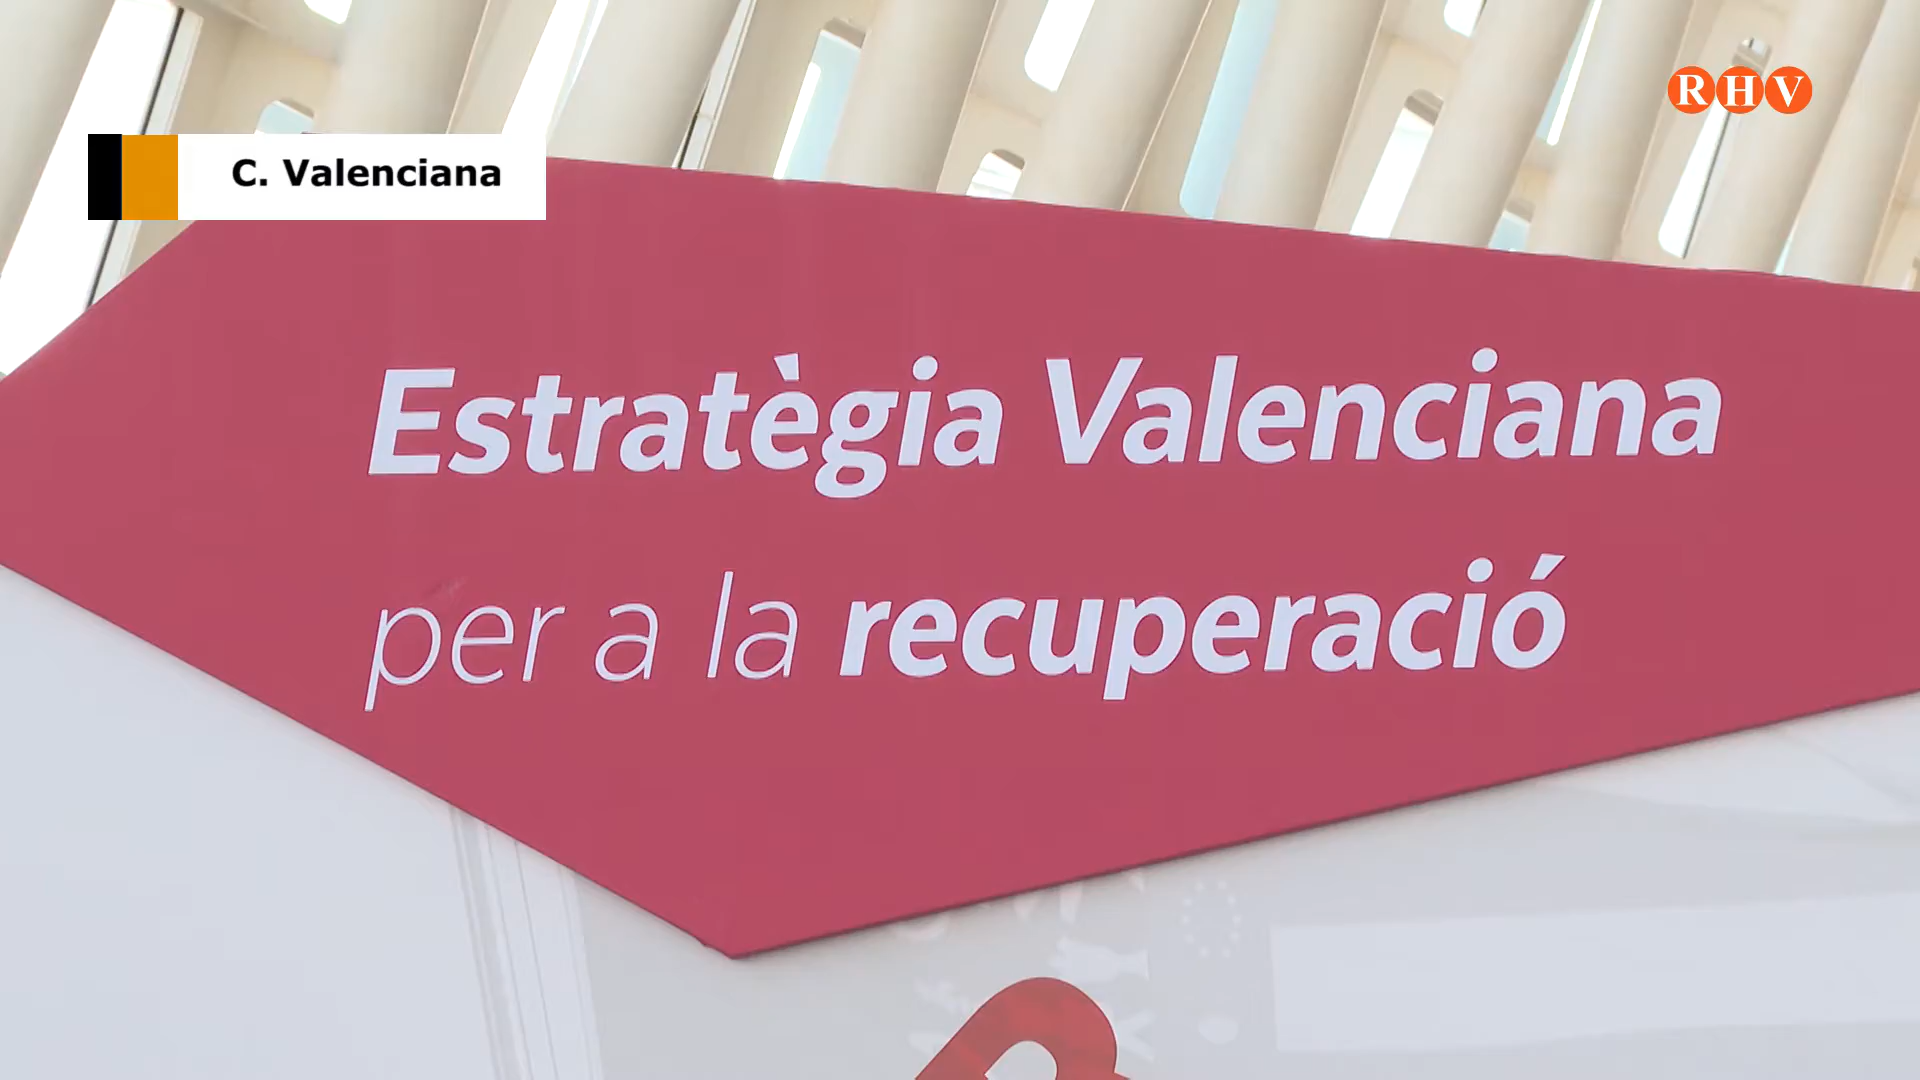 RHV
C. Valenciana
Estratègia Valenciana
per a la recuperació